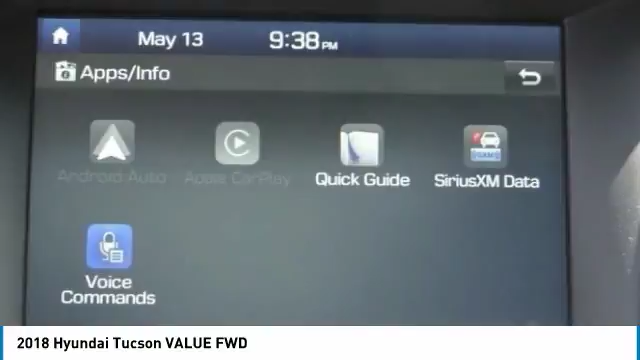 May 13 9:38 PM
Apps/Info
Android Auto Apple CarPlay Quick Guide SiriusXM Data
Voice
Commands
2018 Hyundai Tucson VALUE FWD